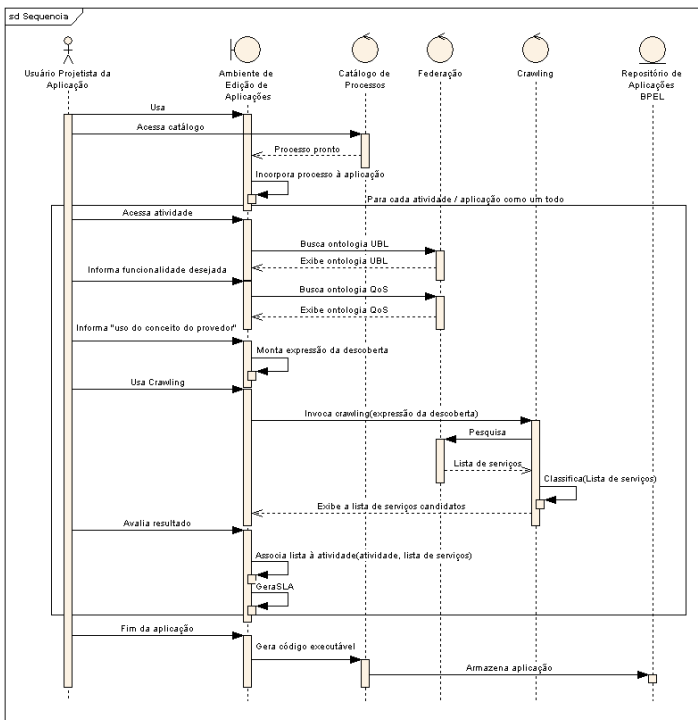 sd Sequencia
Usuário Projetista da
Aplicação
Ambiente de
Edição de
Aplicações
Catálogo de
Processos
Federação
Crawling
Repositório de
Aplicações
BPEL
Usa
Acessa catálogo
Processo pronto
Incorpora processo à aplicação
Para cada atividade / aplicação como um todo
Acessa atividade
Busca ontologia UBL
Exibe ontologia UBL
Informa funcionalidade desejada
Busca ontologia QoS
Exibe ontologia QoS
Informa "uso do conceito do provedor"
Monta expressão da descoberta
Usa Crawling
Invoca crawling(expressão da descoberta)
Pesquisa
Lista de serviços
Classifica(Lista de serviços)
Exibe a lista de serviços candidatos
Avalia resultado
Associa lista à atividade(atividade, lista de serviços)
GeraSLA
Fim da aplicação
Gera código executável
Armazena aplicação